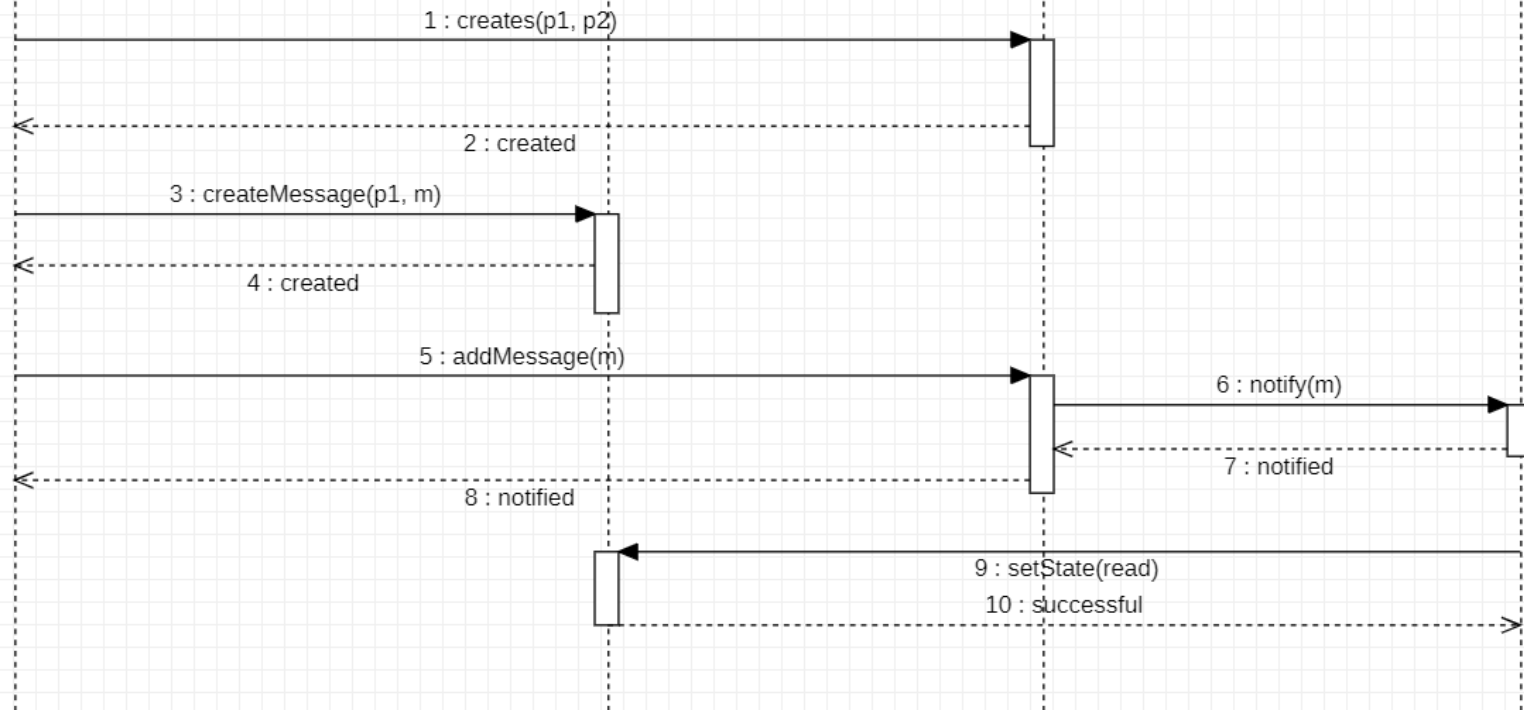 1 : creates(p1, p2)
2 : created
3 : createMessage(p1, m)
4 : created
5 : addMessage(m)
6 : notify(m)
7 : notified
8 : notified
9 : setState(read)
10 : successful